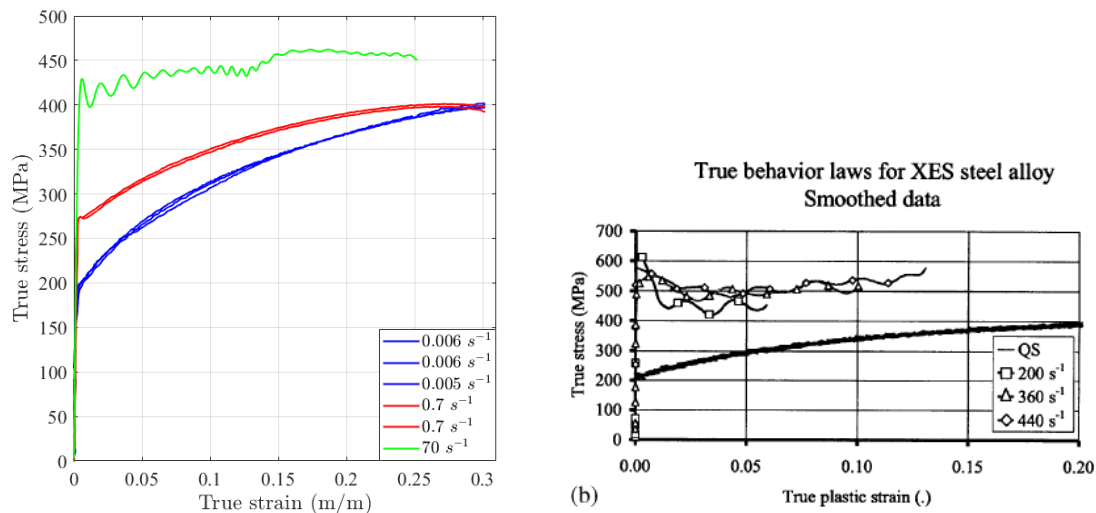 500
450
400
350
300
250
200
150
100
50
0
True stress (MPa)
0 0.05 0.1 0.15 0.2 0.25 0.3
True strain (m/m)
0.006 s⁻¹
0.006 s⁻¹
0.005 s⁻¹
0.7 s⁻¹
0.7 s⁻¹
70 s⁻¹
True behavior laws for XES steel alloy
Smoothed data
700
600
500
400
300
200
100
0
True stress (MPa)
0.00 0.05 0.10 0.15 0.20
True plastic strain (.)
QS
200 s⁻¹
360 s⁻¹
440 s⁻¹
(b)